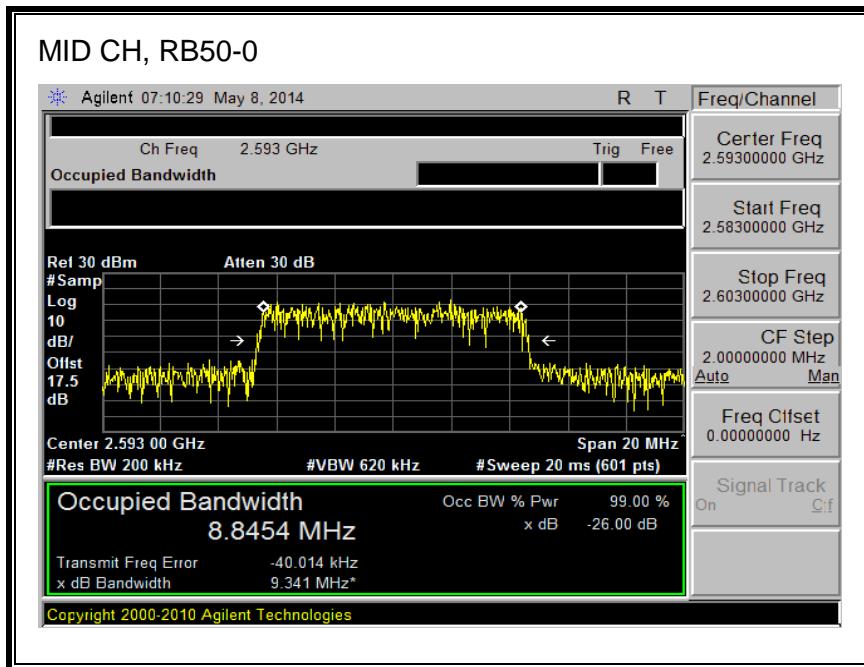 MID CH, RB50-0
Agilent 07:10:29 May 8, 2014 R T
Freq/Channel
Ch Freq 2.593 GHz Trig Free
Occupied Bandwidth
Center Freq
2.59300000 GHz
Start Freq
2.58300000 GHz
Stop Freq
2.60300000 GHz
CF Step
2.00000000 MHz
Auto Man
Freq Offset
0.00000000 Hz
Signal Track
On Off
Ref 30 dBm Atten 30 dB
#Samp
Log
10
dB/
Offst
17.5
dB
Center 2.593 00 GHz Span 20 MHz^
#Res BW 200 kHz #VBW 620 kHz #Sweep 20 ms (601 pts)
Occupied Bandwidth
8.8454 MHz
Occ BW % Pwr 99.00 %
x dB -26.00 dB
Transmit Freq Error -40.014 kHz
x dB Bandwidth 9.341 MHz*
Copyright 2000-2010 Agilent Technologies